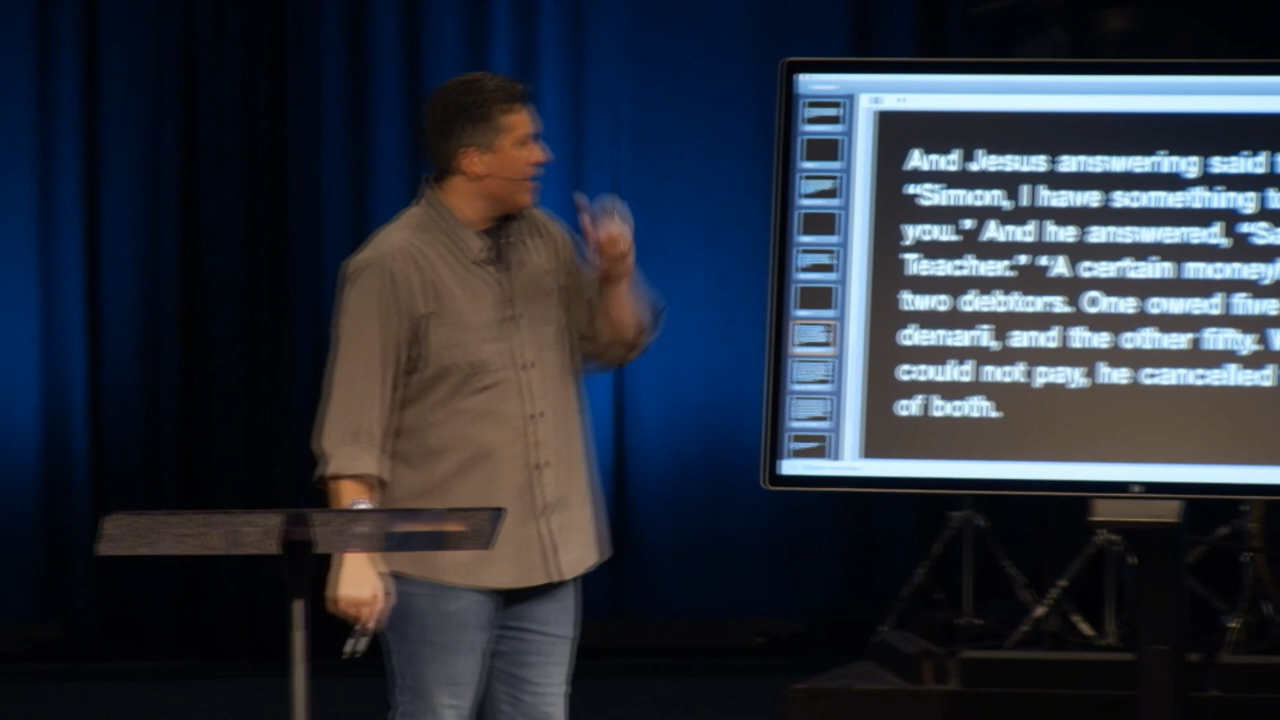 And Jesus answering said
“Simon, I have something
you.” And he answered,
Teacher.” “A certain
two debtors. One owed five
denarii, and the other fifty.
could not pay, he cancelled
of both.